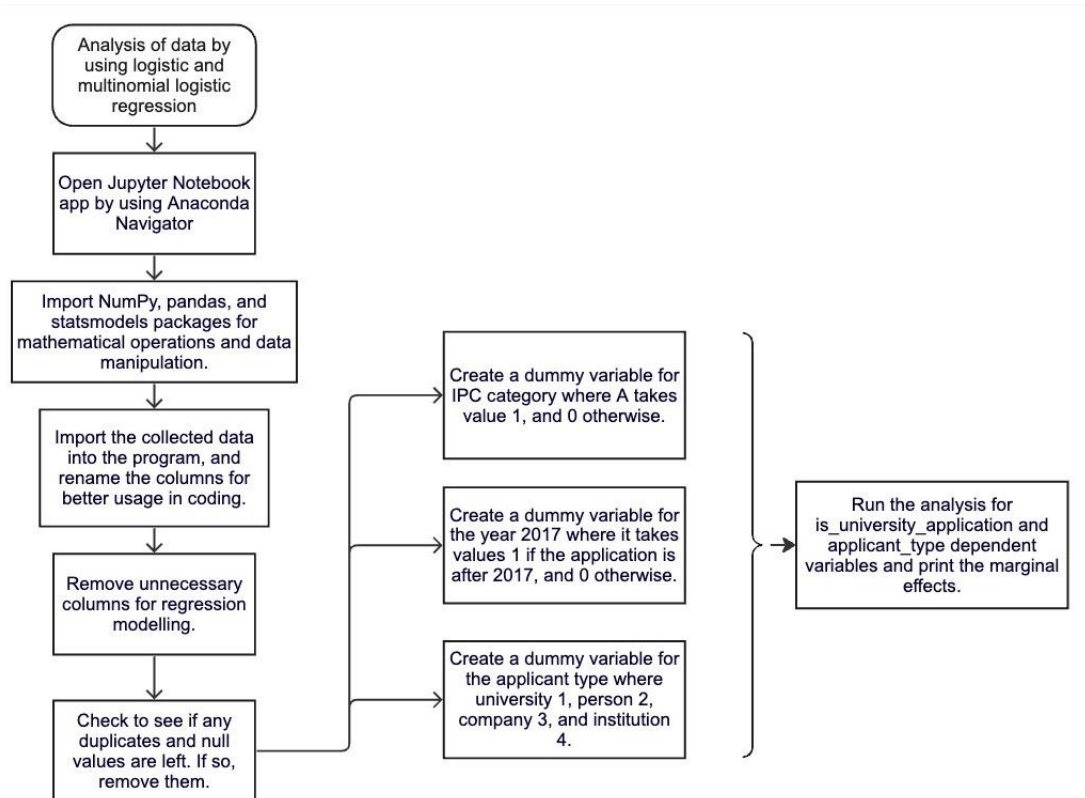 Analysis of data by
using logistic and
multinomial logistic
regression
Open Jupyter Notebook
app by using Anaconda
Navigator
Import NumPy, pandas, and
statsmodels packages for
mathematical operations and data
manipulation.
Import the collected data
into the program, and
rename the columns for
better usage in coding.
Remove unnecessary
columns for regression
modelling.
Check to see if any
duplicates and null
values are left. If so,
remove them.
Create a dummy variable for
IPC category where A takes
value 1, and 0 otherwise.
Create a dummy variable for
the year 2017 where it takes
values 1 if the application is
after 2017, and 0 otherwise.
Create a dummy variable for
the applicant type where
university 1, person 2,
company 3, and institution
4.
Run the analysis for
is_university_application and
applicant_type dependent
variables and print the marginal
effects.